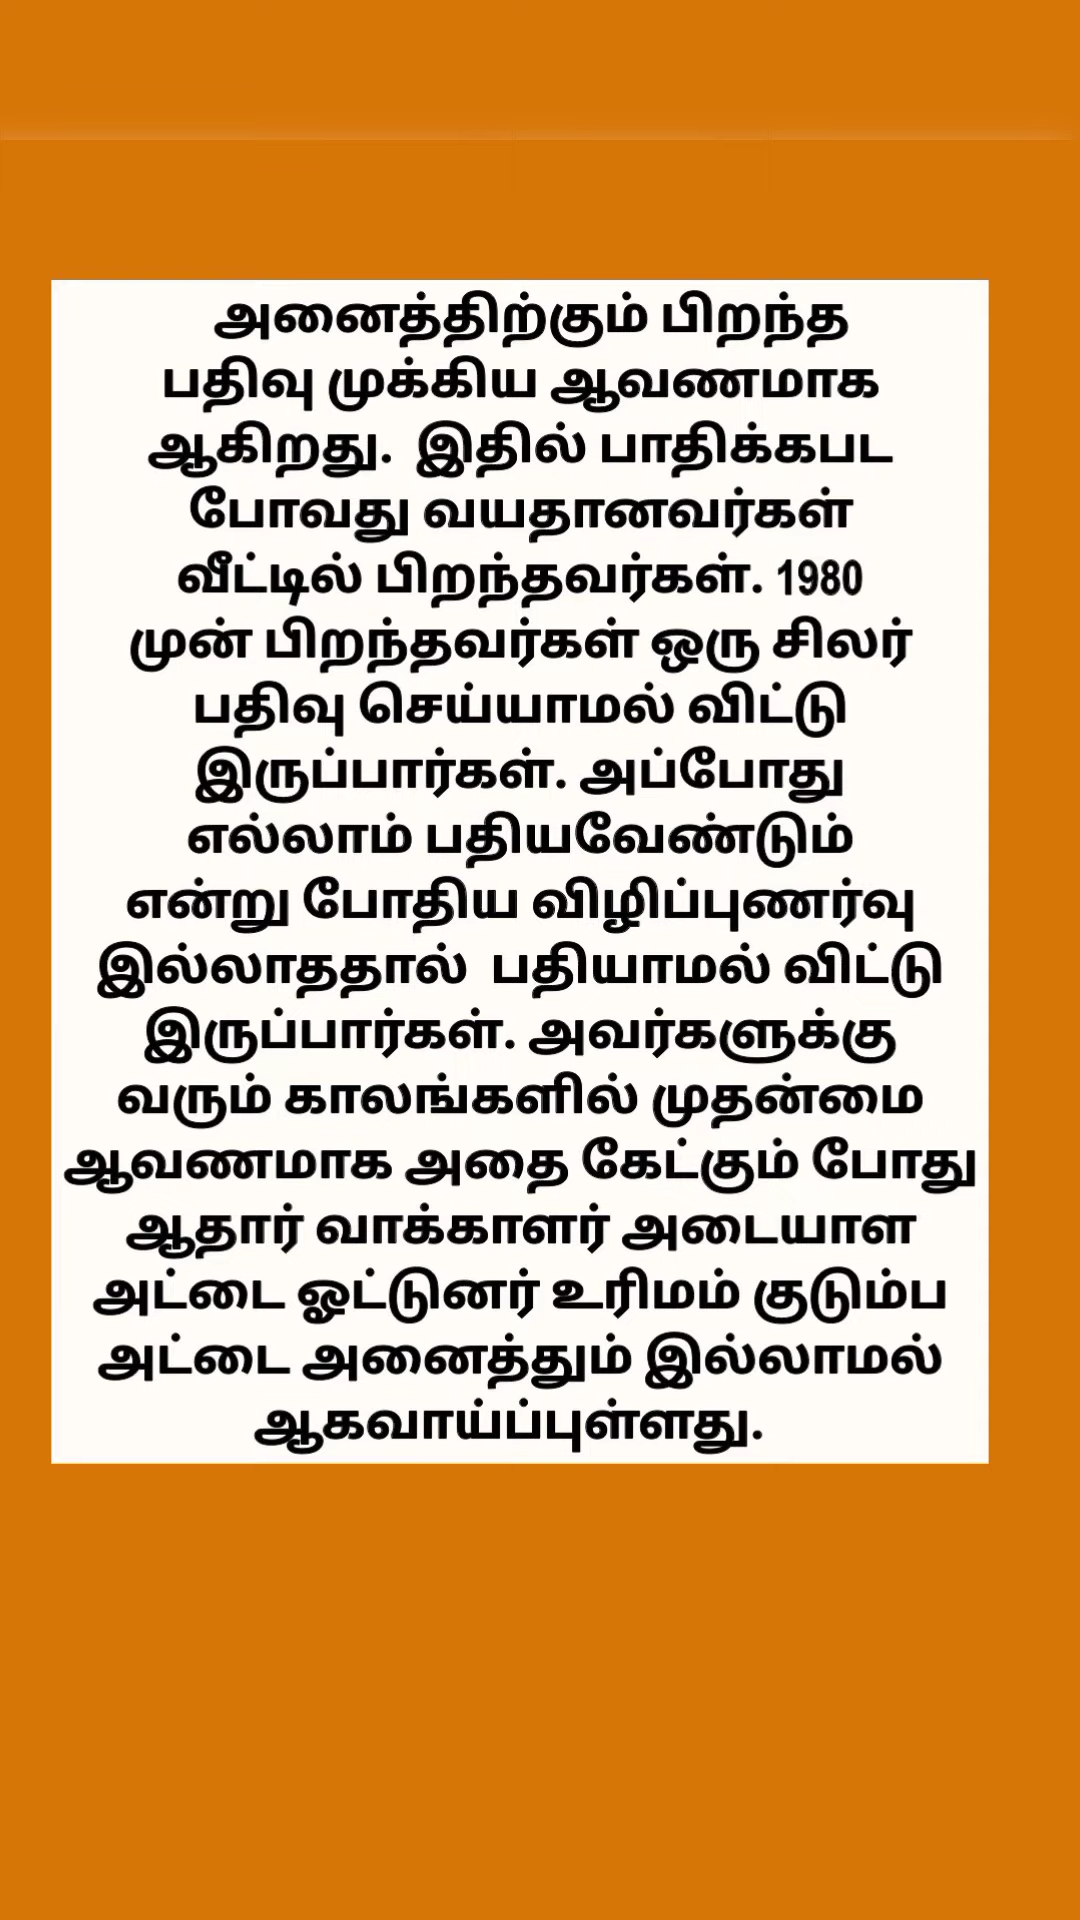 அனைத்திற்கும் பிறந்த
பதிவு முக்கிய ஆவணமாக
ஆகிறது. இதில் பாதிக்கபட
போவது வயதானவர்கள்
வீட்டில் பிறந்தவர்கள். 1980
முன் பிறந்தவர்கள் ஒரு சிலர்
பதிவு செய்யாமல் விட்டு
இருப்பார்கள். அப்போது
எல்லாம் பதியவேண்டும்
என்று போதிய விழிப்புணர்வு
இல்லாததால் பதியாமல் விட்டு
இருப்பார்கள். அவர்களுக்கு
வரும் காலங்களில் முதன்மை
ஆவணமாக அதை கேட்கும் போது
ஆதார் வாக்காளர் அடையாள
அட்டை ஓட்டுனர் உரிமம் குடும்ப
அட்டை அனைத்தும் இல்லாமல்
ஆகவாய்ப்புள்ளது.